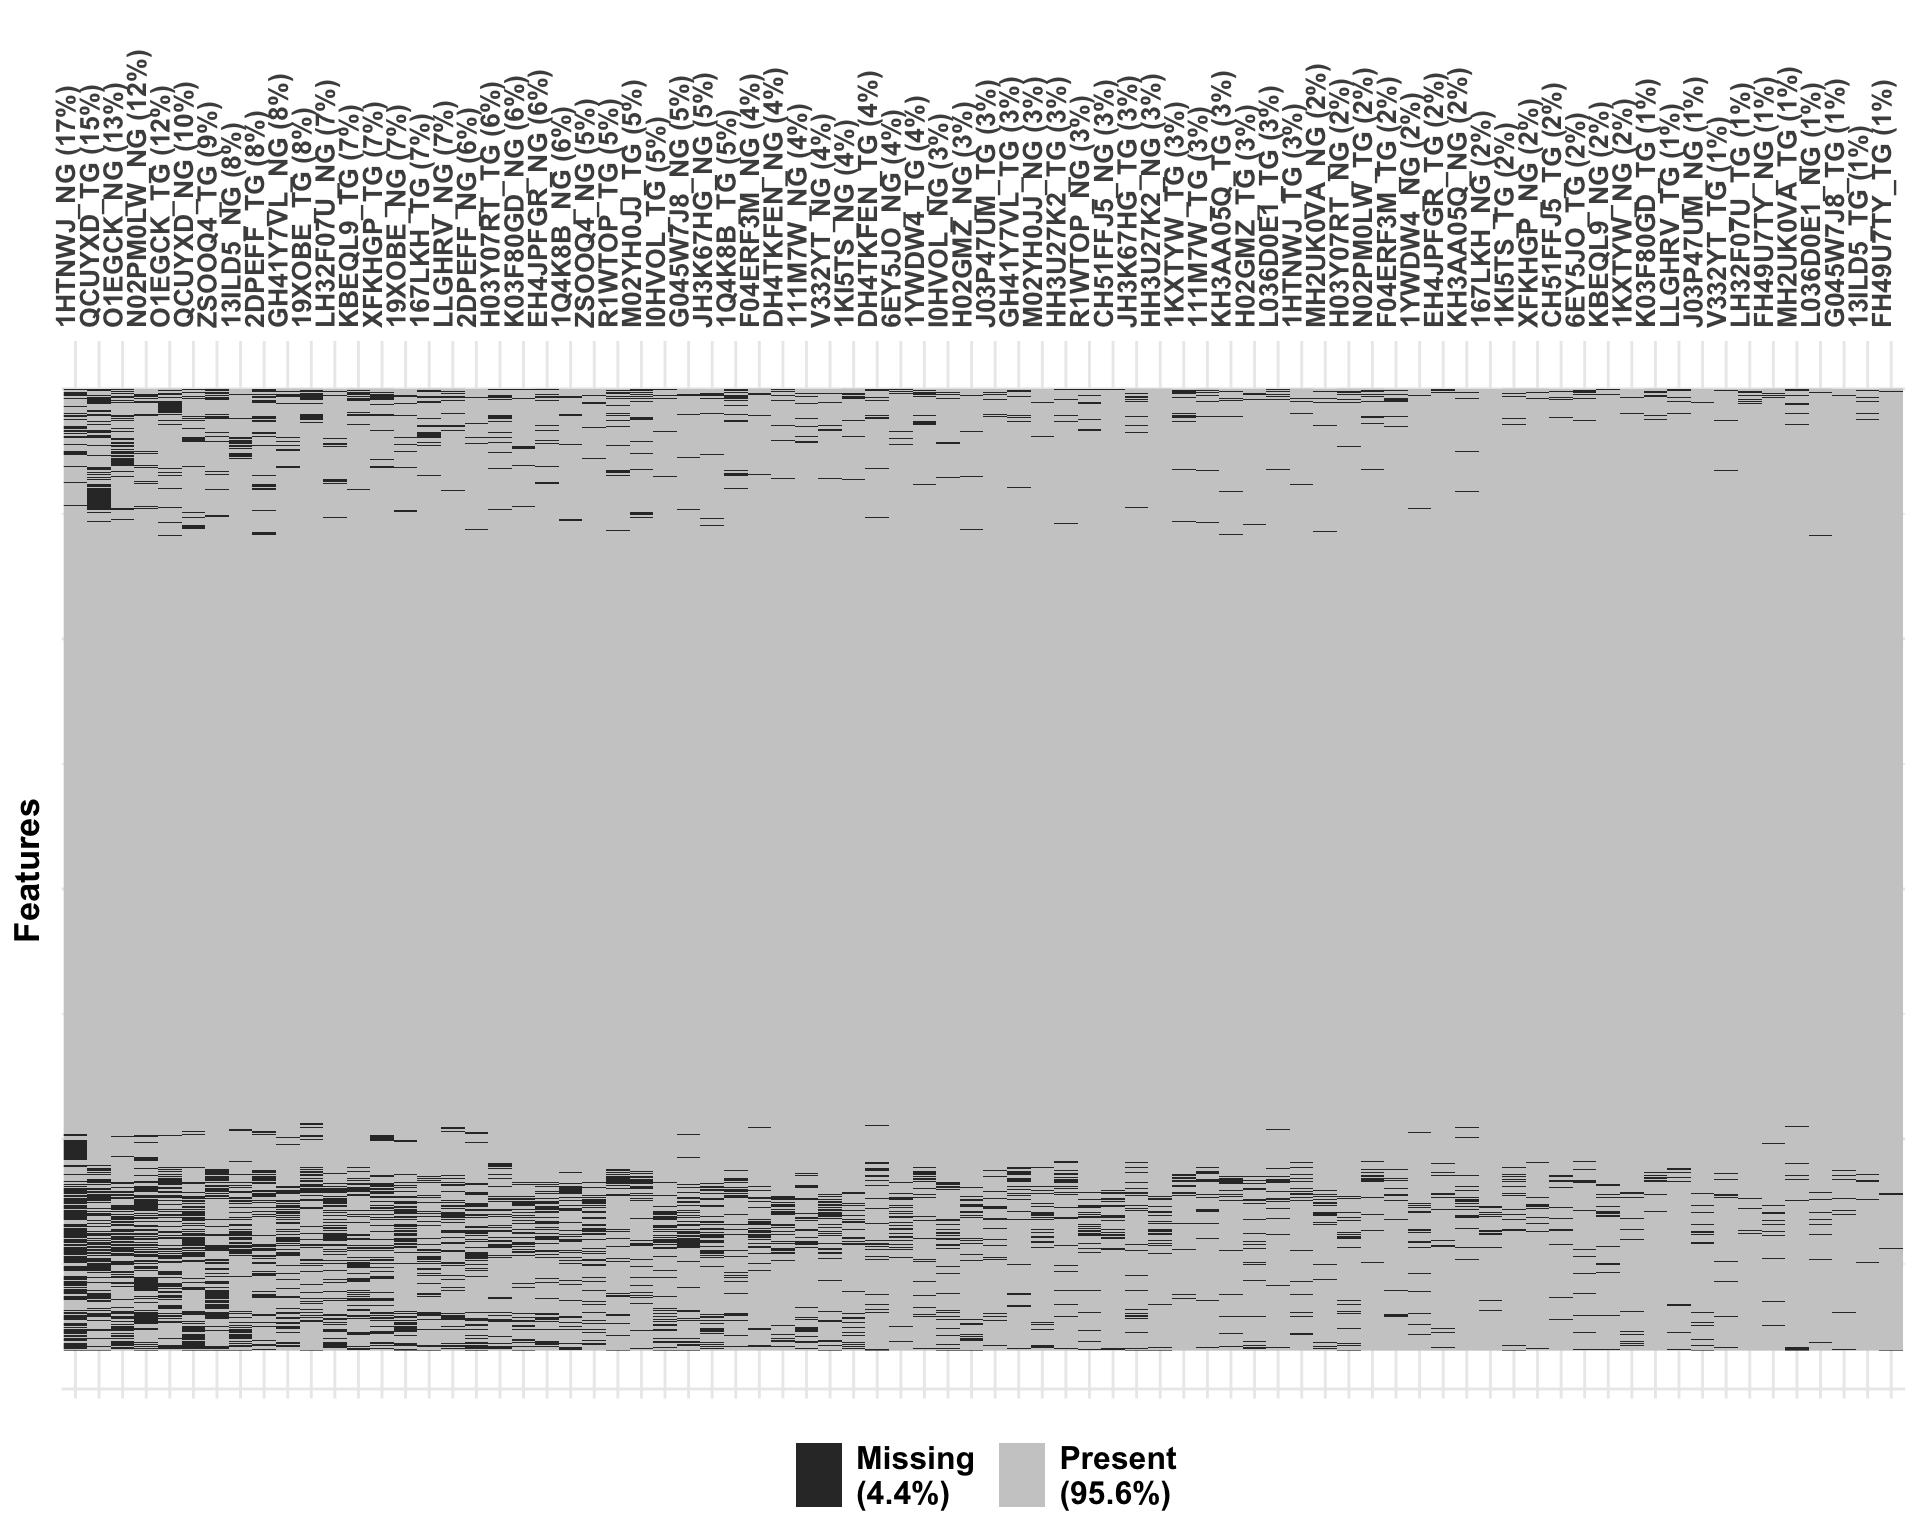 1HTNWJ_NG (17%)
QCUYXD_TG (15%)
O1EGCK_NG (13%)
N02PM0LW_NG (12%)
O1EGCK_TG (12%)
QCUYXD_NG (10%)
ZSOQQ4_TG (9%)
13ILD5_NG (8%)
2DPEFF_TG (8%)
GH41Y7VL_NG (8%)
19XOBE_TG (8%)
LH32F07U_NG (7%)
KBEQL9_TG (7%)
XFKHGP_TG (7%)
19XOBE_NG (7%)
167LKH_TG (7%)
LLGHRV_NG (7%)
2DPEFF_NG (6%)
H03Y07RT_TG (6%)
K03F80GD_NG (6%)
EH4JPFGR_NG (6%)
1Q4K8B_NG (6%)
ZSOQQ4_NG (5%)
R1WTOP_TG (5%)
M02YH0JJ_TG (5%)
I0HVOL_TG (5%)
G045W7J8_NG (5%)
JH3K67HG_NG (5%)
1Q4K8B_TG (5%)
F04ERF3M_NG (4%)
DH4TKFEN_NG (4%)
11M7W_NG (4%)
V332YT_NG (4%)
1KI5TS_NG (4%)
DH4TKFEN_TG (4%)
6EY5JO_NG (4%)
1YWDW4_TG (4%)
I0HVOL_NG (3%)
H02GMZ_NG (3%)
J03P47UM_TG (3%)
GH41Y7VL_TG (3%)
M02YH0JJ_NG (3%)
HH3U27K2_TG (3%)
R1WTOP_NG (3%)
CH51FFJ5_NG (3%)
JH3K67HG_TG (3%)
HH3U27K2_NG (3%)
1KXTYW_TG (3%)
11M7W_TG (3%)
KH3AA05Q_TG (3%)
H02GMZ_TG (3%)
L036D0E1_TG (3%)
1HTNWJ_TG (3%)
MH2UK0VA_NG (2%)
H03Y07RT_NG (2%)
N02PM0LW_TG (2%)
F04ERF3M_TG (2%)
1YWDW4_NG (2%)
EH4JPFGR_TG (2%)
KH3AA05Q_NG (2%)
167LKH_NG (2%)
1KI5TS_TG (2%)
XFKHGP_NG (2%)
CH51FFJ5_TG (2%)
6EY5JO_TG (2%)
KBEQL9_NG (2%)
1KXTYW_NG (2%)
K03F80GD_TG (1%)
LLGHRV_TG (1%)
J03P47UM_NG (1%)
V332YT_TG (1%)
LH32F07U_TG (1%)
FH49U7TY_NG (1%)
MH2UK0VA_TG (1%)
L036D0E1_NG (1%)
G045W7J8_TG (1%)
13ILD5_TG (1%)
FH49U7TY_TG (1%)
Features
Missing
(4.4%)
Present
(95.6%)